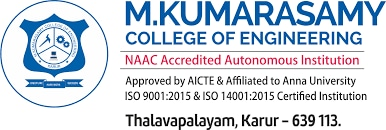 M.KUMARASAMY
COLLEGE OF ENGINEERING
NAAC Accredited Autonomous Institution
Approved by AICTE & Affiliated to Anna University
ISO 9001:2015 & ISO 14001:2015 Certified Institution
Thalavapalayam, Karur – 639 113.